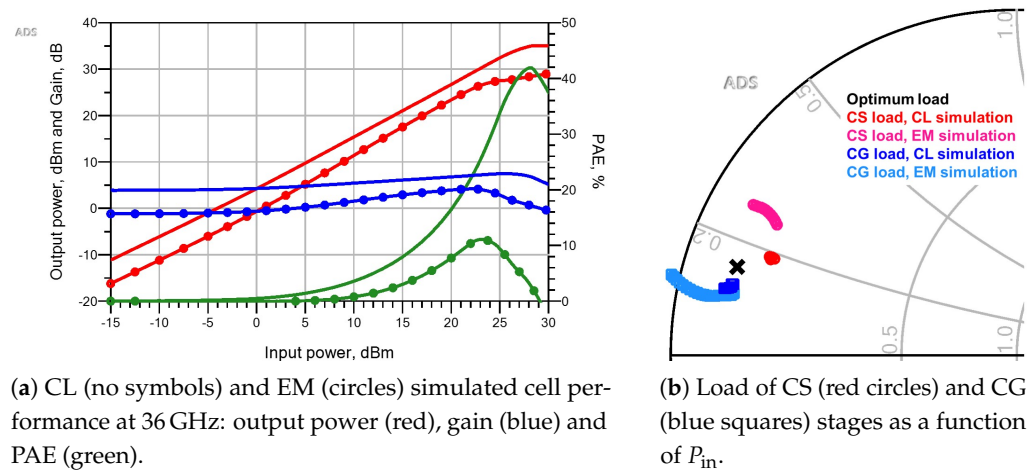 ADS
40
30
20
10
0
-10
-20
50
40
30
20
10
0
-15
-10
-5
0
5
10
15
20
25
30
Output power, dBm and Gain, dB
PAE, %
Input power, dBm
(a) CL (no symbols) and EM (circles) simulated cell per-
formance at 36 GHz: output power (red), gain (blue) and
PAE (green).
ADS
1.0
0.5
0.2
0.5
1.0
Optimum load
CS load, CL simulation
CS load, EM simulation
CG load, CL simulation
CG load, EM simulation
(b) Load of CS (red circles) and CG
(blue squares) stages as a function
of Pin.